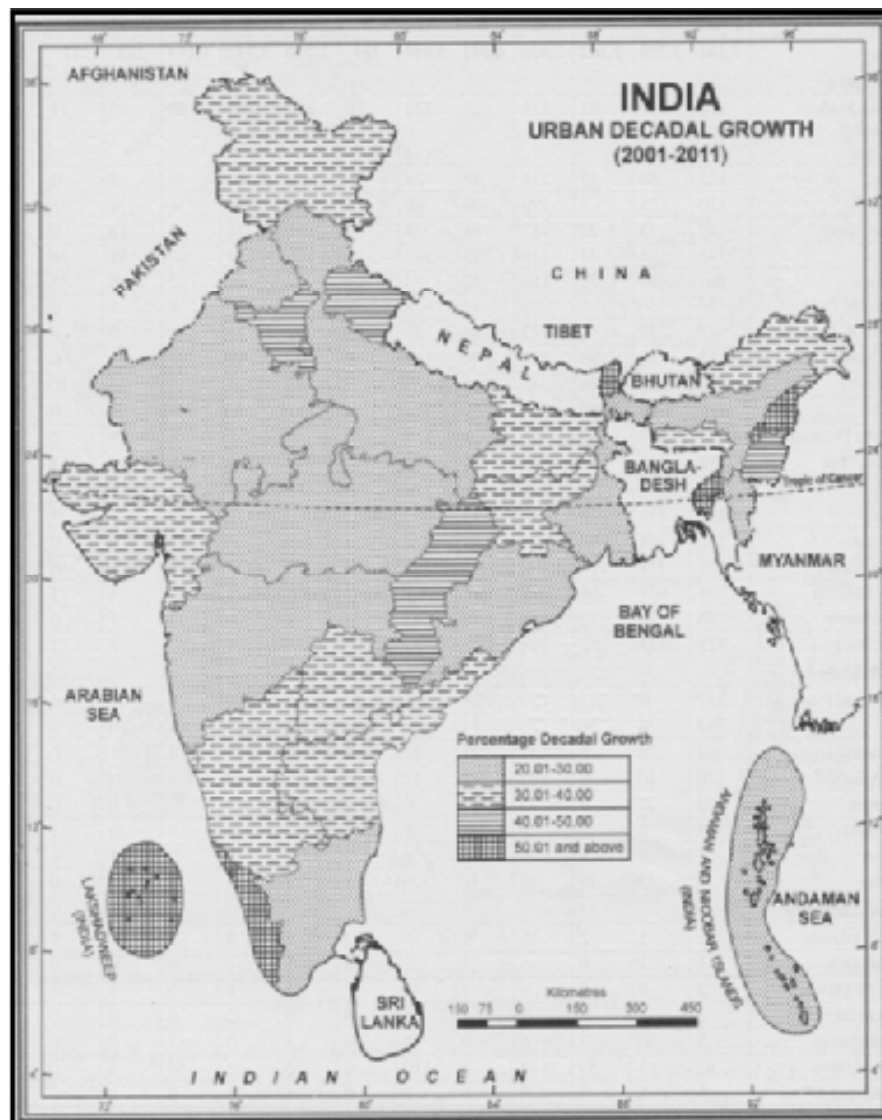 AFGHANISTAN
INDIA
URBAN DECADAL GROWTH
(2001-2011)
PAKISTAN
CHINA
TIBET
NEPAL
BHUTAN
BANGLA-
DESH
Tropic of Cancer
MYANMAR
BAY OF
BENGAL
ARABIAN
SEA
Percentage Decadal Growth
20.01-30.00
30.01-40.00
40.01-50.00
50.01 and above
LAKSHADWEEP
(INDIA)
ANDAMAN AND NICOBAR ISLANDS
(INDIA)
ANDAMAN
SEA
SRI
LANKA
Kilometres
150 75 0 150 300 450
INDIAN OCEAN